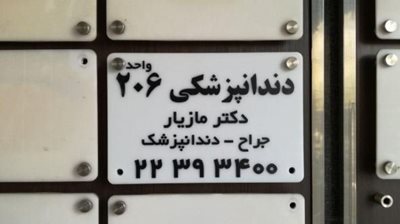 واحد
دندانپزشکی ۲۰۶
دکتر مازیار
جراح - دندانپزشک
۲۲ ۳۹ ۳۴۰۰